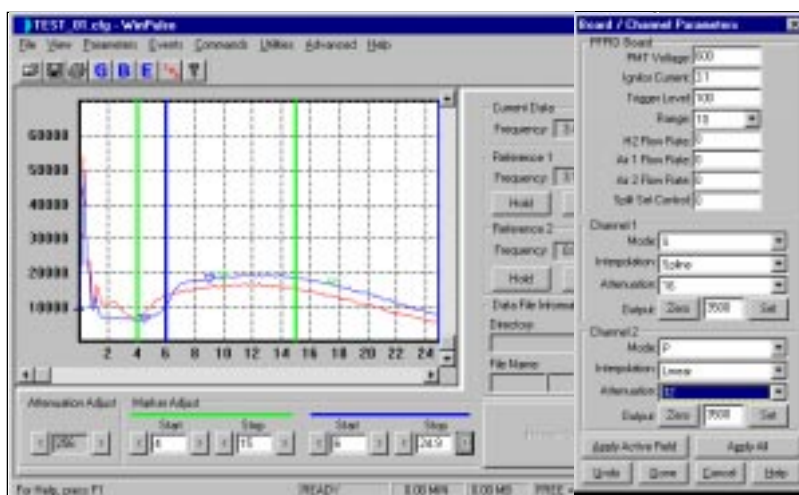 TEST_01.cfg - WinPulse
File View Parameters Events Commands Utilities Advanced Help
G B E
60000
50000
40000
30000
20000
10000
2 4 6 8 10 12 14 16 18 20 22 24
Current Data
Frequency:
Reference 1
Frequency:
Hold
Reference 2
Frequency:
Hold
Data File Informa
Directory
File Name
Attenuation Adjust
256
Marker Adjust
Start Stop Start Stop
4 15 6 24.9
For Help, press F1
READY
0.00 MB
FREE
Board / Channel Parameters
PFPD Board
PMT Voltage: 600
Ignitor Current: 3.1
Trigger Level: 100
Range: 10
H2 Flow Rate: 0
Air 1 Flow Rate: 0
Air 2 Flow Rate: 0
Split Set Control: 0
Channel 1
Mode: S
Interpolation: Spline
Attenuation: 16
Output: Zero 3500 Set
Channel 2
Mode: P
Interpolation: Linear
Attenuation:
Output: Zero 3500 Set
Apply Active Field Apply All
Undo Done Cancel Help